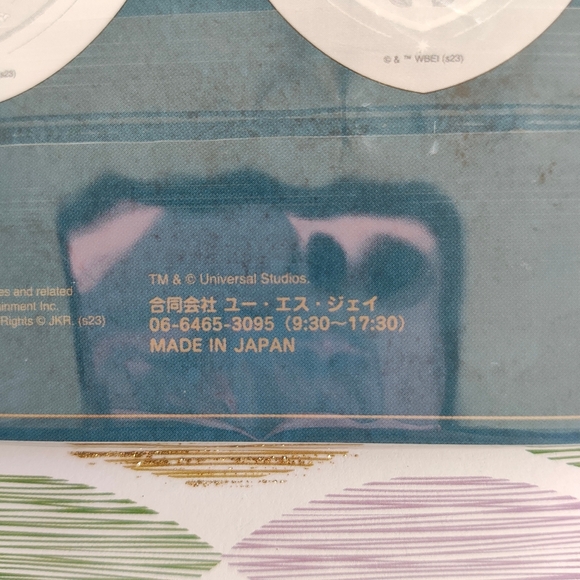 s23)
© & ™ WBEI (s23)
es and related
ainment Inc.
Rights © JKR. (s23)
TM & © Universal Studios.
合同会社 ユー・エス・ジェイ
06-6465-3095（9:30〜17:30）
MADE IN JAPAN